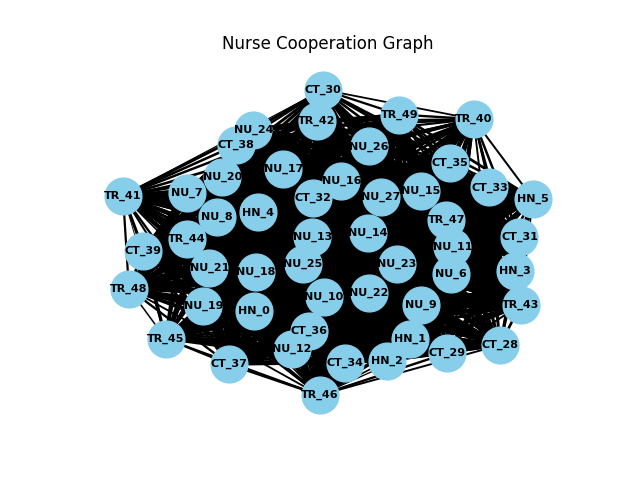 Nurse Cooperation Graph
CT_30
TR_49
TR_40
TR_42
NU_24
CT_38
NU_26
CT_35
NU_17
NU_20
NU_16
CT_33
NU_15
NU_7
TR_41
NU_27
CT_32
HN_5
HN_4
NU_8
TR_47
NU_14
NU_13
CT_31
TR_44
NU_11
CT_39
NU_25
NU_23
NU_21
NU_18
HN_3
NU_6
TR_48
NU_22
NU_10
NU_19
NU_9
TR_43
HN_0
CT_36
HN_1
TR_45
CT_28
NU_12
CT_29
HN_2
CT_34
CT_37
TR_46